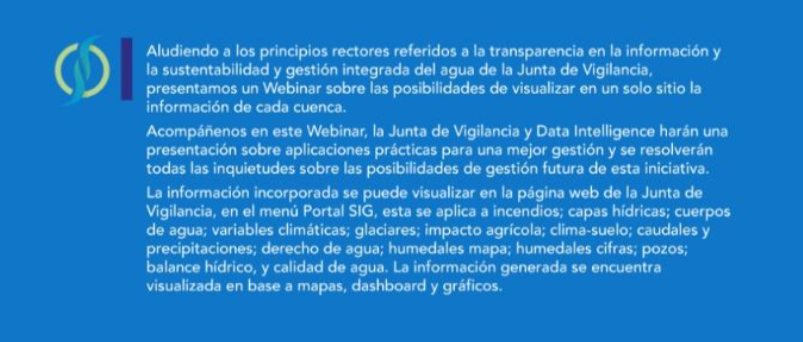 Aludiendo a los principios rectores referidos a la transparencia en la información y
la sustentabilidad y gestión integrada del agua de la Junta de Vigilancia,
presentamos un Webinar sobre las posibilidades de visualizar en un solo sitio la
información de cada cuenca.
Acompáñenos en este Webinar, la Junta de Vigilancia y Data Intelligence harán una
presentación sobre aplicaciones prácticas para una mejor gestión y se resolverán
todas las inquietudes sobre las posibilidades de gestión futura de esta iniciativa.
La información incorporada se puede visualizar en la página web de la Junta de
Vigilancia, en el menú Portal SIG, esta se aplica a incendios; capas hídricas; cuerpos
de agua; variables climáticas; glaciares; impacto agrícola; clima-suelo; caudales y
precipitaciones; derecho de agua; humedales mapa; humedales cifras; pozos;
balance hídrico, y calidad de agua. La información generada se encuentra
visualizada en base a mapas, dashboard y gráficos.